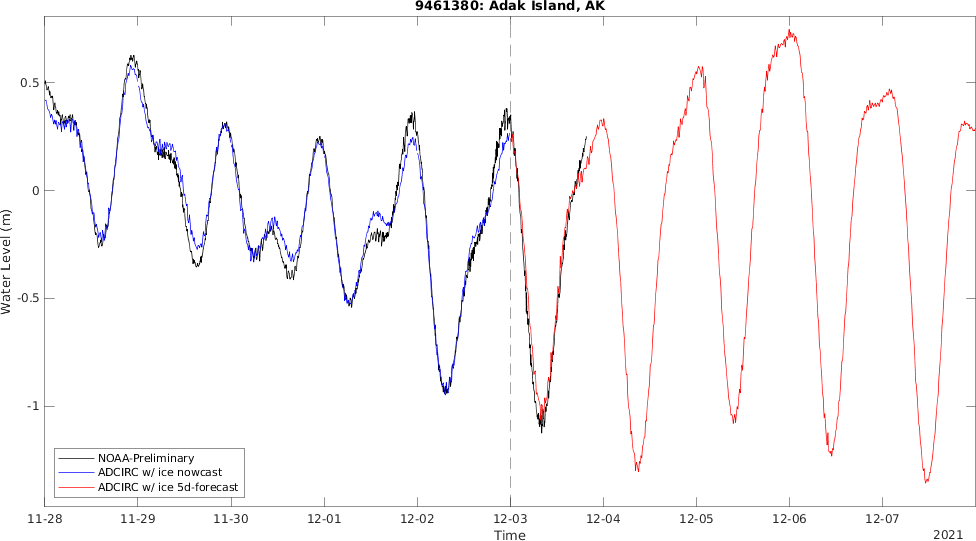 9461380: Adak Island, AK
0.5
0
-0.5
-1
Water Level (m)
NOAA-Preliminary
ADCIRC w/ ice nowcast
ADCIRC w/ ice 5d-forecast
11-28 11-29 11-30 12-01 12-02 12-03 12-04 12-05 12-06 12-07
Time
2021